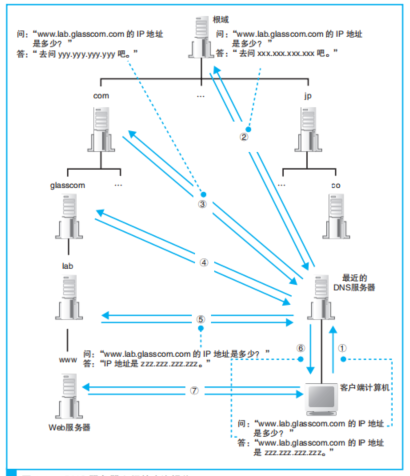 根域
问：“www.lab.glasscom.com 的 IP 地址
是多少？”
答：“去问 yyy.yyy.yyy.yyy 吧。”
问：“www.lab.glasscom.com 的 IP 地址
是多少？”
答：“去问 xxx.xxx.xxx.xxx 吧。”
com
...
jp
②
glasscom
...
...
co
③
lab
④
最近的
DNS服务器
⑤
www
问：“www.lab.glasscom.com 的 IP 地址是多少？”
答：“IP 地址是 zzz.zzz.zzz.zzz。”
⑥
①
⑦
客户端计算机
Web服务器
问：“www.lab.glasscom.com 的 IP 地址
是多少？”
答：“www.lab.glasscom.com 的 IP 地址
是 zzz.zzz.zzz.zzz。”